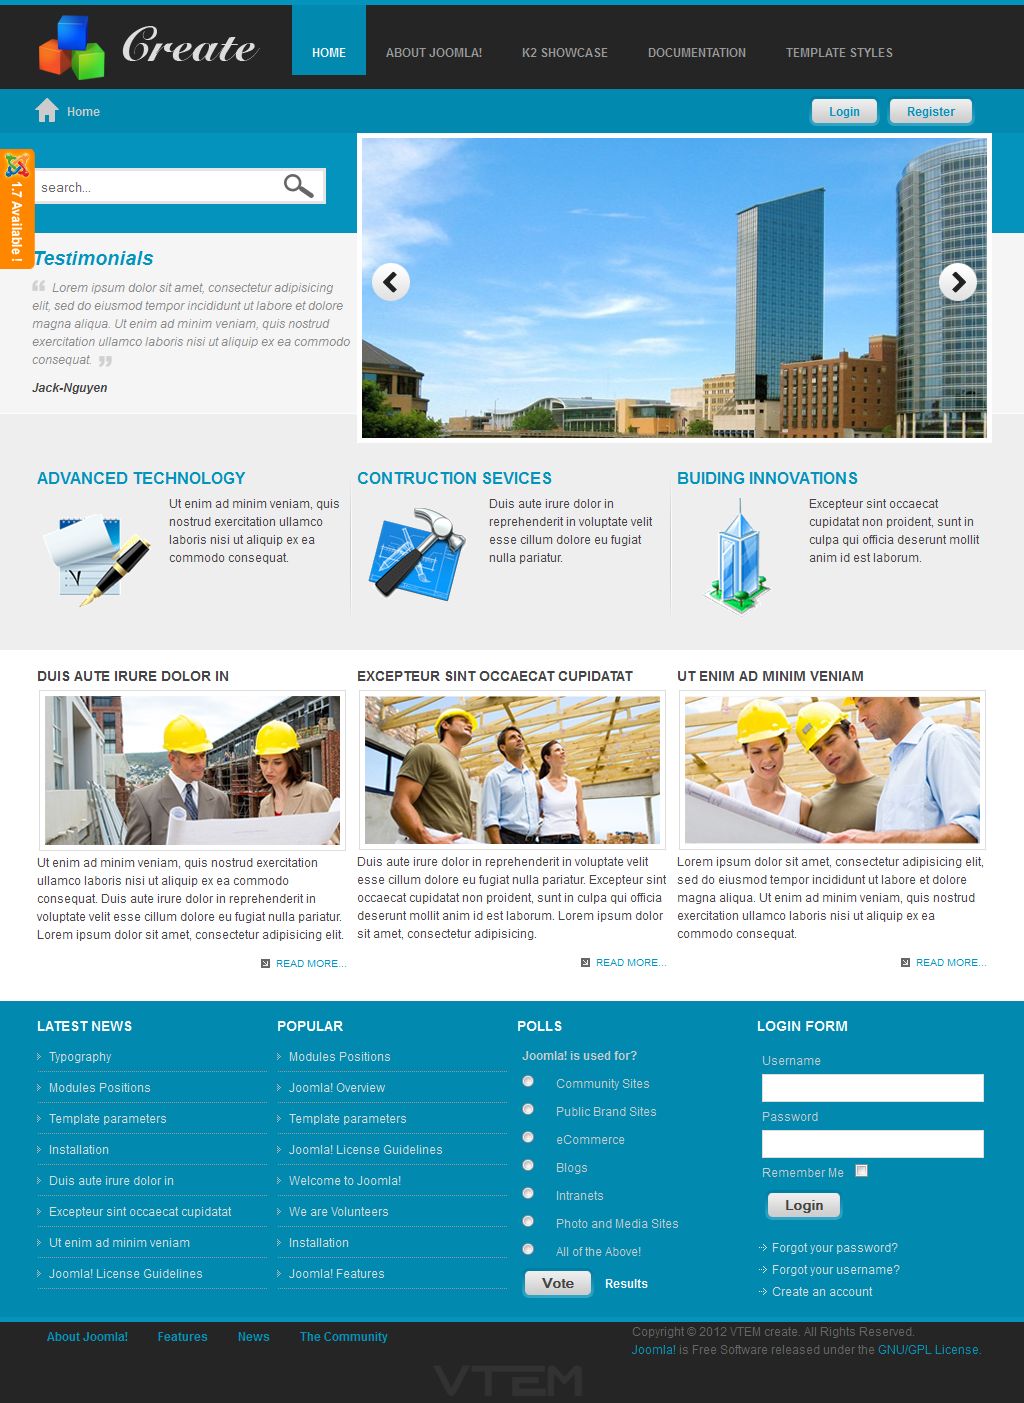 Create
HOME
ABOUT JOOMLA!
K2 SHOWCASE
DOCUMENTATION
TEMPLATE STYLES
Home
Login
Register
1.7 Available !
search...
Testimonials
Lorem ipsum dolor sit amet, consectetur adipisicing
elit, sed do eiusmod tempor incididunt ut labore et dolore
magna aliqua. Ut enim ad minim veniam, quis nostrud
exercitation ullamco laboris nisi ut aliquip ex ea commodo
consequat.
Jack-Nguyen
ADVANCED TECHNOLOGY
Ut enim ad minim veniam, quis
nostrud exercitation ullamco
laboris nisi ut aliquip ex ea
commodo consequat.
CONTRUCTION SEVICES
Duis aute irure dolor in
reprehenderit in voluptate velit
esse cillum dolore eu fugiat
nulla pariatur.
BUIDING INNOVATIONS
Excepteur sint occaecat
cupidatat non proident, sunt in
culpa qui officia deserunt mollit
anim id est laborum.
DUIS AUTE IRURE DOLOR IN
Ut enim ad minim veniam, quis nostrud exercitation
ullamco laboris nisi ut aliquip ex ea commodo
consequat. Duis aute irure dolor in reprehenderit in
voluptate velit esse cillum dolore eu fugiat nulla pariatur.
Lorem ipsum dolor sit amet, consectetur adipisicing elit.
READ MORE...
EXCEPTEUR SINT OCCAECAT CUPIDATAT
Duis aute irure dolor in reprehenderit in voluptate velit
esse cillum dolore eu fugiat nulla pariatur. Excepteur sint
occaecat cupidatat non proident, sunt in culpa qui officia
deserunt mollit anim id est laborum. Lorem ipsum dolor
sit amet, consectetur adipisicing.
READ MORE...
UT ENIM AD MINIM VENIAM
Lorem ipsum dolor sit amet, consectetur adipisicing elit,
sed do eiusmod tempor incididunt ut labore et dolore
magna aliqua. Ut enim ad minim veniam, quis nostrud
exercitation ullamco laboris nisi ut aliquip ex ea
commodo consequat.
READ MORE...
LATEST NEWS
Typography
Modules Positions
Template parameters
Installation
Duis aute irure dolor in
Excepteur sint occaecat cupidatat
Ut enim ad minim veniam
Joomla! License Guidelines
POPULAR
Modules Positions
Joomla! Overview
Template parameters
Joomla! License Guidelines
Welcome to Joomla!
We are Volunteers
Installation
Joomla! Features
POLLS
Joomla! is used for?
Community Sites
Public Brand Sites
eCommerce
Blogs
Intranets
Photo and Media Sites
All of the Above!
Vote
Results
LOGIN FORM
Username
Password
Remember Me
Login
Forgot your password?
Forgot your username?
Create an account
About Joomla!
Features
News
The Community
Copyright © 2012 VTEM create. All Rights Reserved.
Joomla! is Free Software released under the GNU/GPL License.
VTEM